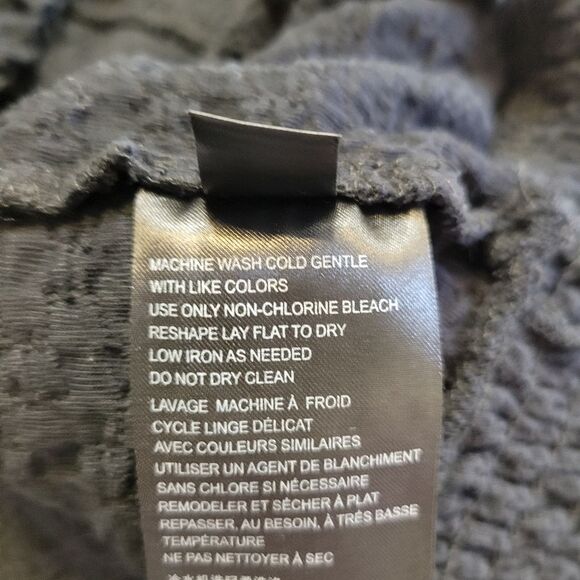 MACHINE WASH COLD GENTLE
WITH LIKE COLORS
USE ONLY NON-CHLORINE BLEACH
RESHAPE LAY FLAT TO DRY
LOW IRON AS NEEDED
DO NOT DRY CLEAN
LAVAGE MACHINE À FROID
CYCLE LINGE DÉLICAT
AVEC COULEURS SIMILAIRES
UTILISER UN AGENT DE BLANCHIMENT
SANS CHLORE SI NÉCESSAIRE
REMODELER ET SÉCHER À PLAT
REPASSER, AU BESOIN, À TRÈS BASSE
TEMPÉRATURE
NE PAS NETTOYER À SEC